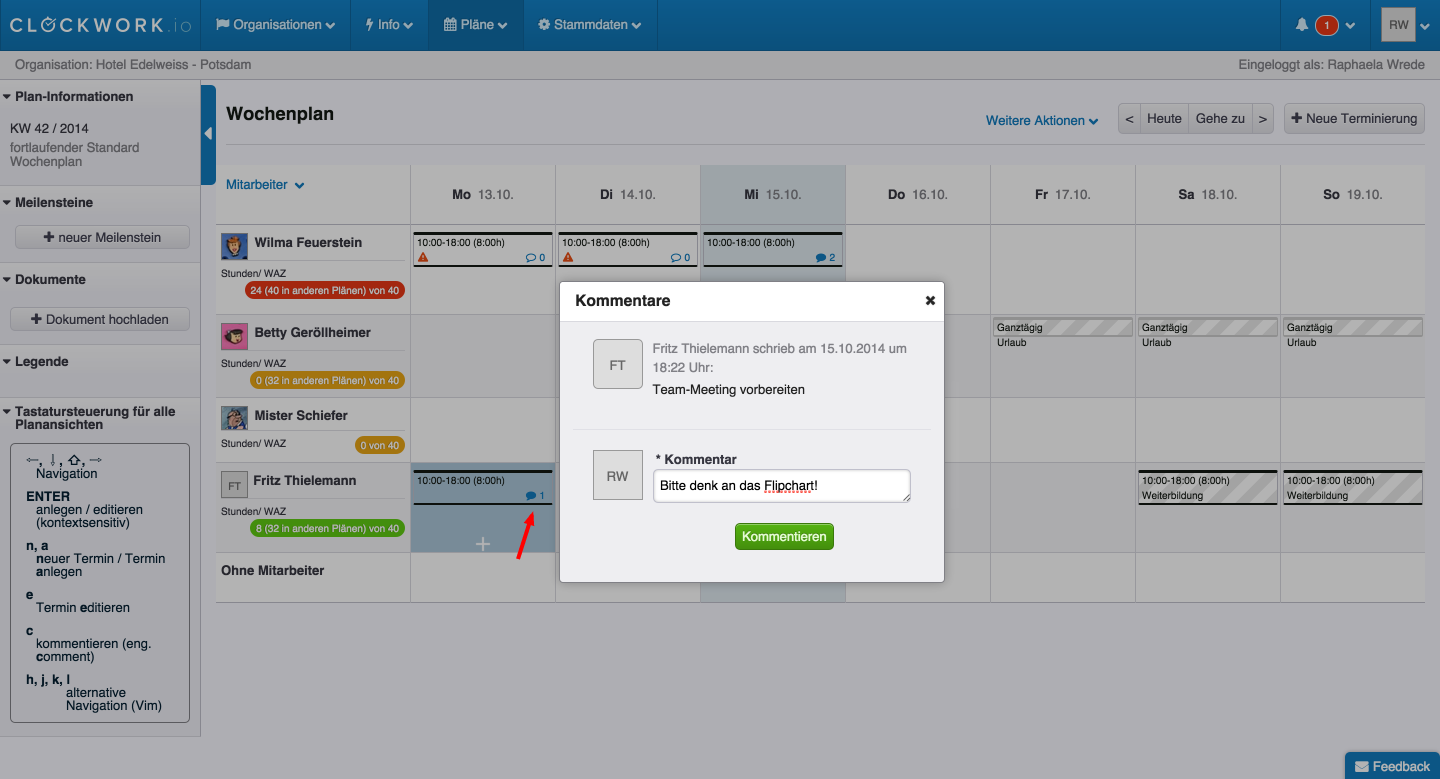 CLOCKWORK.io
Organisationen
Info
Pläne
Stammdaten
1
RW
Organisation: Hotel Edelweiss - Potsdam
Eingeloggt als: Raphaela Wrede
Plan-Informationen
KW 42 / 2014
fortlaufender Standard
Wochenplan
Meilensteine
+ neuer Meilenstein
Dokumente
+ Dokument hochladen
Legende
Tastatursteuerung für alle
Planansichten
←, ↓, ⇧, →
Navigation
ENTER
anlegen / editieren
(kontextsensitiv)
n, a
neuer Termin / Termin
anlegen
e
Termin editieren
c
kommentieren (eng.
comment)
h, j, k, l
alternative
Navigation (Vim)
Wochenplan
Weitere Aktionen
<
Heute
Gehe zu
>
+ Neue Terminierung
Mitarbeiter
Mo 13.10.
Di 14.10.
Mi 15.10.
Do 16.10.
Fr 17.10.
Sa 18.10.
So 19.10.
Wilma Feuerstein
Stunden/ WAZ
24 (40 in anderen Plänen) von 40
10:00-18:00 (8:00h)
0
10:00-18:00 (8:00h)
0
10:00-18:00 (8:00h)
2
Betty Geröllheimer
Stunden/ WAZ
0 (32 in anderen Plänen) von 40
Ganztägig
Urlaub
Ganztägig
Urlaub
Ganztägig
Urlaub
Mister Schiefer
Stunden/ WAZ
0 von 40
FT
Fritz Thielemann
Stunden/ WAZ
8 (32 in anderen Plänen) von 40
10:00-18:00 (8:00h)
1
+
10:00-18:00 (8:00h)
Weiterbildung
10:00-18:00 (8:00h)
Weiterbildung
Ohne Mitarbeiter
Kommentare
FT
Fritz Thielemann schrieb am 15.10.2014 um
18:22 Uhr:
Team-Meeting vorbereiten
RW
* Kommentar
Bitte denk an das Flipchart!
Kommentieren
Feedback